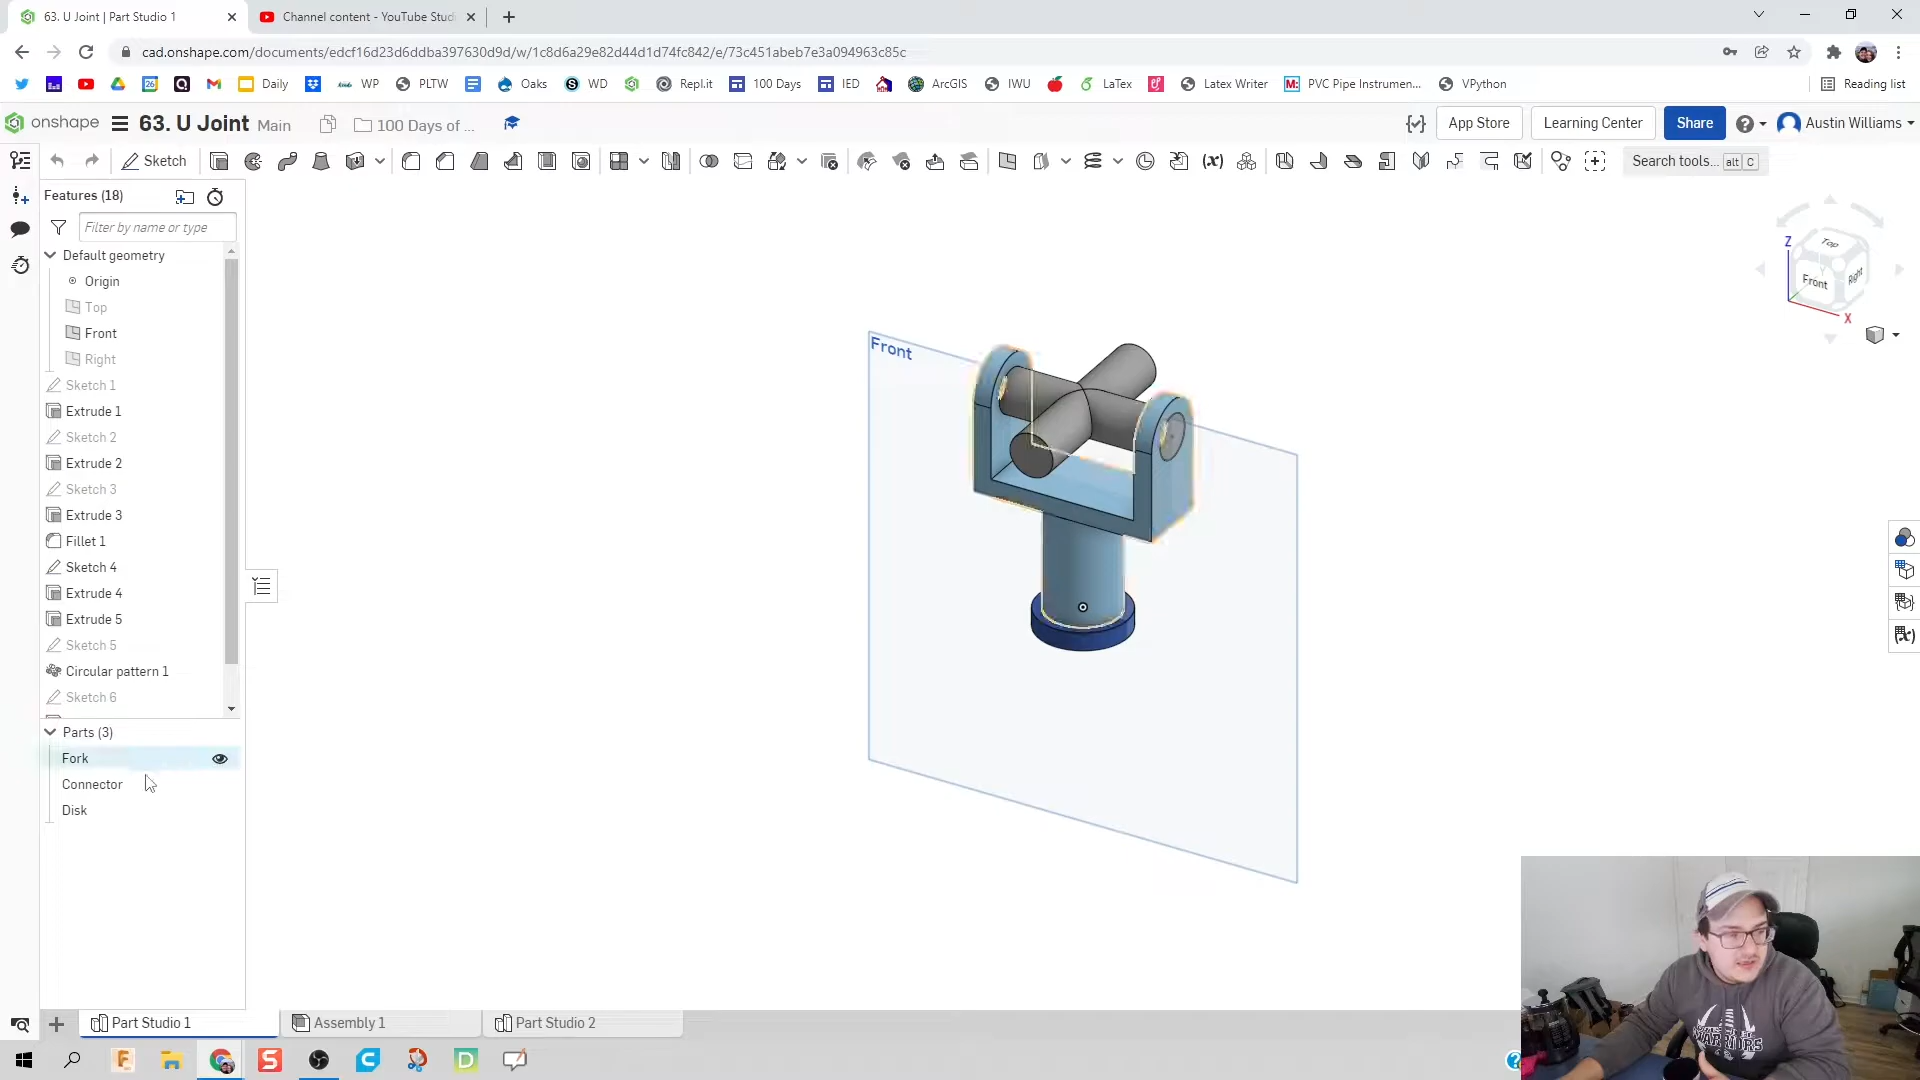 63. U Joint | Part Studio 1
Channel content - YouTube Stud
cad.onshape.com/documents/edcf16d23d6ddba397630d9d/w/1c8d6a29e82d44d1d74fc842/e/73c451abeb7e3a094963c85c
Daily
WP
PLTW
Oaks
WD
Repl.it
100 Days
IED
ArcGIS
IWU
LaTex
Latex Writer
PVC Pipe Instrumen...
VPython
Reading list
onshape
63. U Joint Main
100 Days of ...
App Store
Learning Center
Share
Austin Williams
Sketch
Search tools... alt C
Features (18)
Filter by name or type
Default geometry
Origin
Top
Front
Right
Sketch 1
Extrude 1
Sketch 2
Extrude 2
Sketch 3
Extrude 3
Fillet 1
Sketch 4
Extrude 4
Extrude 5
Sketch 5
Circular pattern 1
Sketch 6
Parts (3)
Fork
Connector
Disk
Front
Z
Top
Front
Right
X
Part Studio 1
Assembly 1
Part Studio 2
WARRIORS